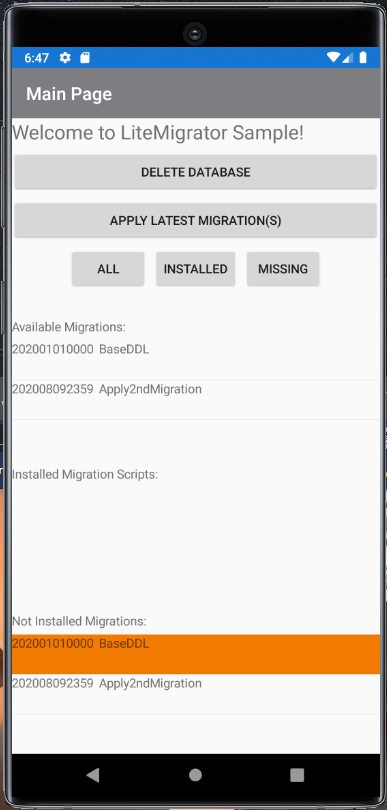 6:47
Main Page
Welcome to LiteMigrator Sample!
DELETE DATABASE
APPLY LATEST MIGRATION(S)
ALL INSTALLED MISSING
Available Migrations:
202001010000 BaseDDL
202008092359 Apply2ndMigration
Installed Migration Scripts:
Not Installed Migrations:
202001010000 BaseDDL
202008092359 Apply2ndMigration